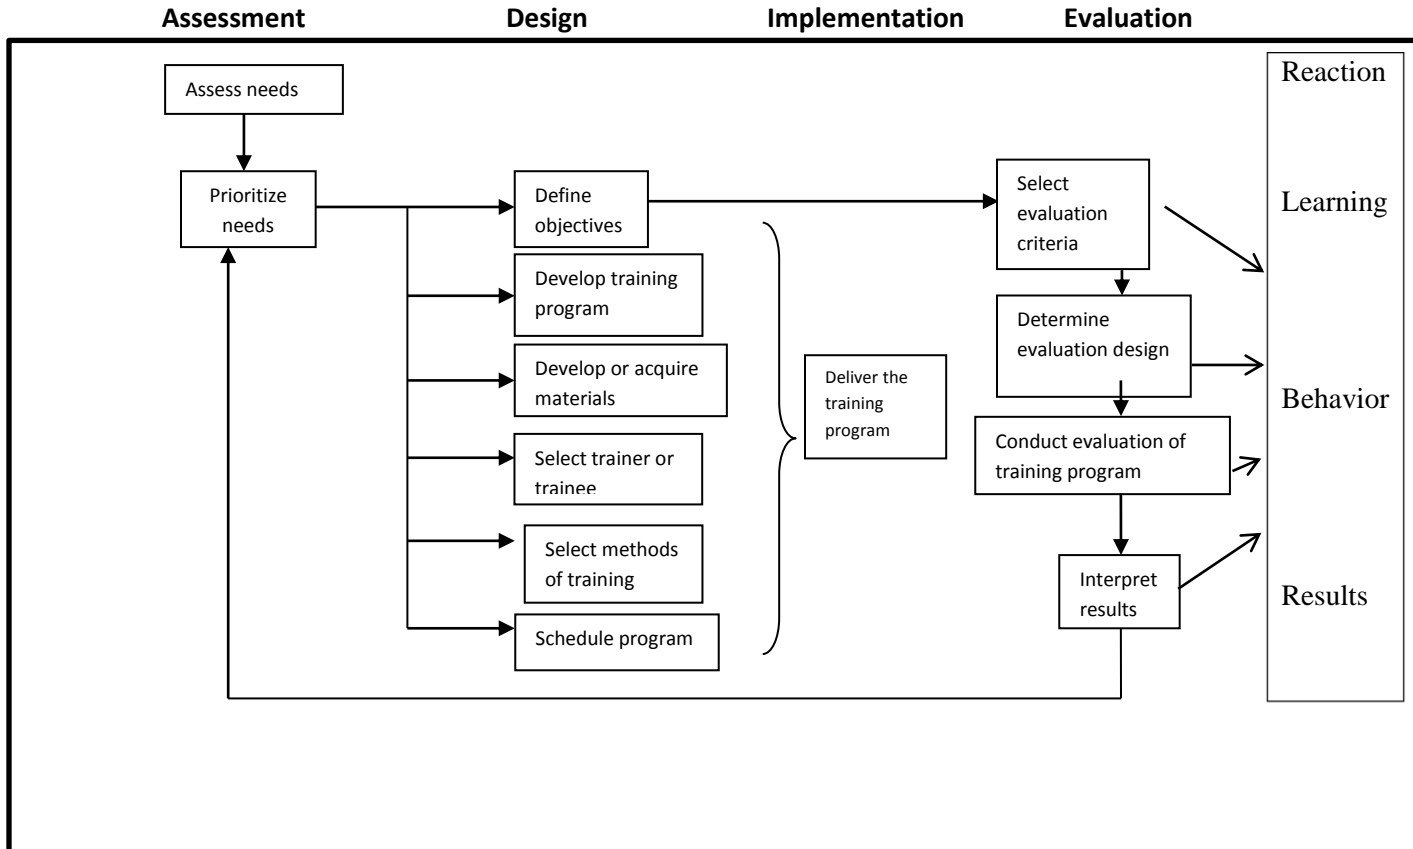 Assessment Design Implementation Evaluation
Assess needs
Prioritize
needs
Define
objectives
Develop training
program
Develop or acquire
materials
Select trainer or
trainee
Select methods
of training
Schedule program
Deliver the
training
program
Select
evaluation
criteria
Determine
evaluation design
Conduct evaluation of
training program
Interpret
results
Reaction
Learning
Behavior
Results